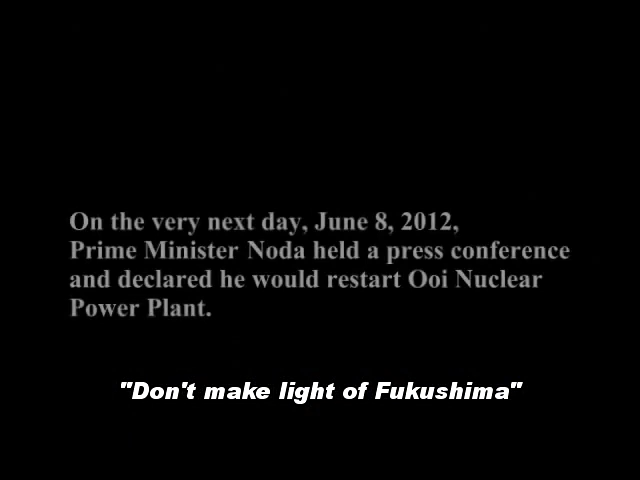 On the very next day, June 8, 2012,
Prime Minister Noda held a press conference
and declared he would restart Ooi Nuclear
Power Plant.
"Don't make light of Fukushima"